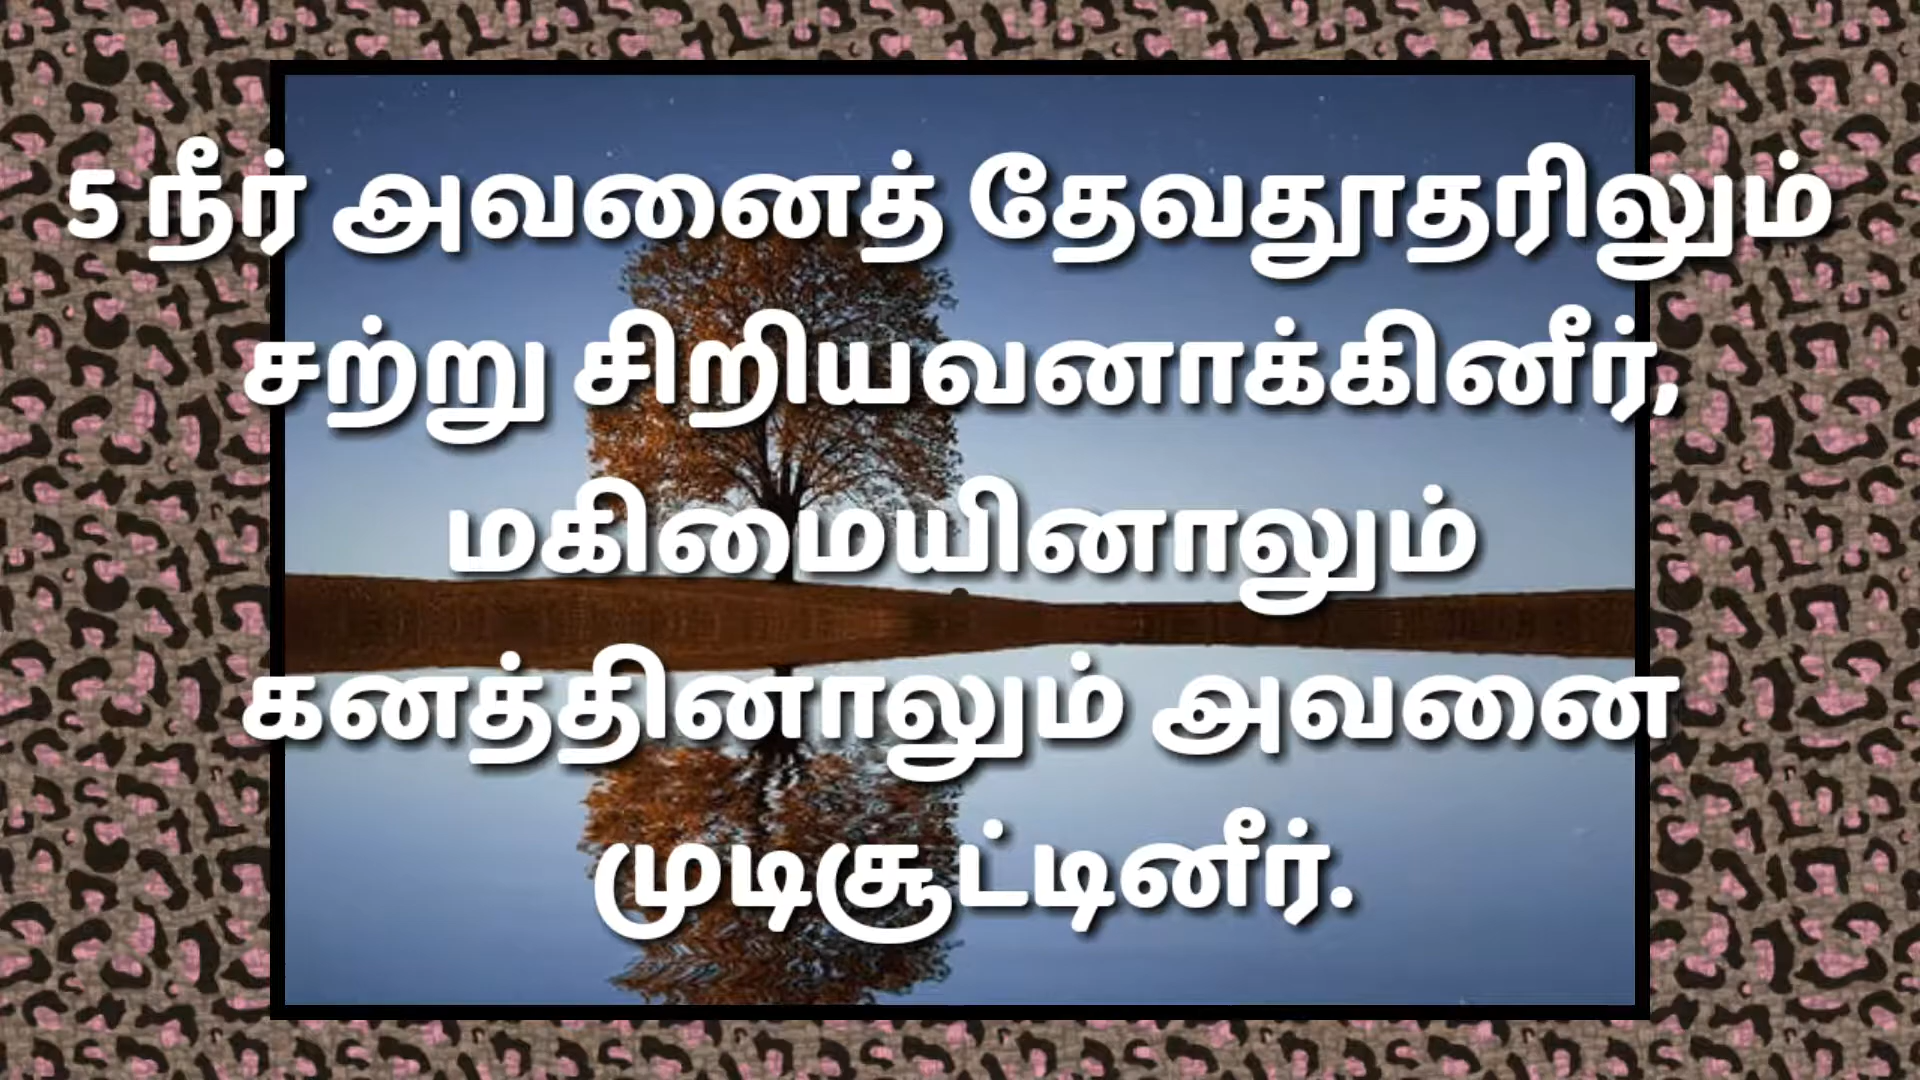 5 நீர் அவனைத் தேவதூதரிலும்
சற்று சிறியவனாக்கினீர்,
மகிமையினாலும்
கனத்தினாலும் அவனை
முடிசூட்டினீர்.